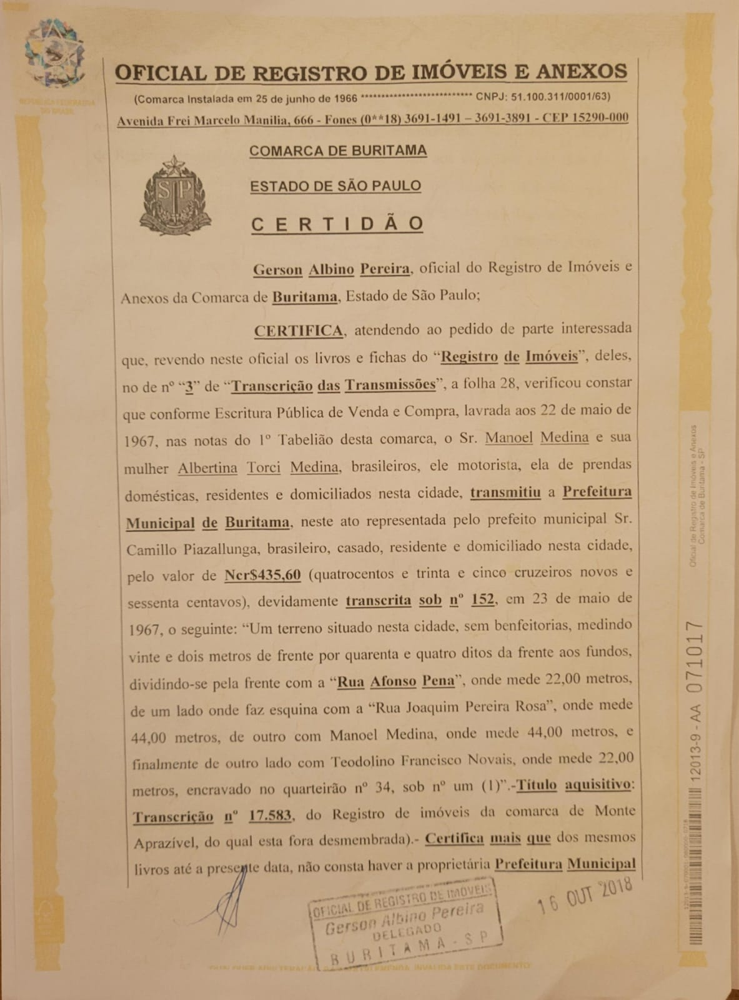 REPÚBLICA FEDERATIVA
DO BRASIL
OFICIAL DE REGISTRO DE IMÓVEIS E ANEXOS
(Comarca Instalada em 25 de junho de 1966 *************************** CNPJ: 51.100.311/0001/63)
Avenida Frei Marcelo Manilia, 666 - Fones (0**18) 3691-1491 – 3691-3891 - CEP 15290-000
COMARCA DE BURITAMA
ESTADO DE SÃO PAULO
SP
C E R T I D Ã O
Gerson Albino Pereira, oficial do Registro de Imóveis e
Anexos da Comarca de Buritama, Estado de São Paulo;
CERTIFICA, atendendo ao pedido de parte interessada
que, revendo neste oficial os livros e fichas do “Registro de Imóveis”, deles,
no de nº “3” de “Transcrição das Transmissões”, a folha 28, verificou constar
que conforme Escritura Pública de Venda e Compra, lavrada aos 22 de maio de
1967, nas notas do 1º Tabelião desta comarca, o Sr. Manoel Medina e sua
mulher Albertina Torci Medina, brasileiros, ele motorista, ela de prendas
domésticas, residentes e domiciliados nesta cidade, transmitiu a Prefeitura
Municipal de Buritama, neste ato representada pelo prefeito municipal Sr.
Camillo Piazallunga, brasileiro, casado, residente e domiciliado nesta cidade,
pelo valor de Ncr$435,60 (quatrocentos e trinta e cinco cruzeiros novos e
sessenta centavos), devidamente transcrita sob nº 152, em 23 de maio de
1967, o seguinte: “Um terreno situado nesta cidade, sem benfeitorias, medindo
vinte e dois metros de frente por quarenta e quatro ditos da frente aos fundos,
dividindo-se pela frente com a “Rua Afonso Pena”, onde mede 22,00 metros,
de um lado onde faz esquina com a “Rua Joaquim Pereira Rosa”, onde mede
44,00 metros, de outro com Manoel Medina, onde mede 44,00 metros, e
finalmente de outro lado com Teodolino Francisco Novais, onde mede 22,00
metros, encravado no quarteirão nº 34, sob nº um (1)”.-Título aquisitivo:
Transcrição nº 17.583, do Registro de imóveis da comarca de Monte
Aprazível, do qual esta fora desmembrada).- Certifica mais que dos mesmos
livros até a presente data, não consta haver a proprietária Prefeitura Municipal
OFICIAL DE REGISTRO DE IMÓVEIS
Gerson Albino Pereira
DELEGADO
BURITAMA - SP
16 OUT 2018
INVALIDA ESTE DOCUMENTO
Oficial de Registro de Imóveis e Anexos
Comarca de Buritama - SP
12013-9 - AA 071017